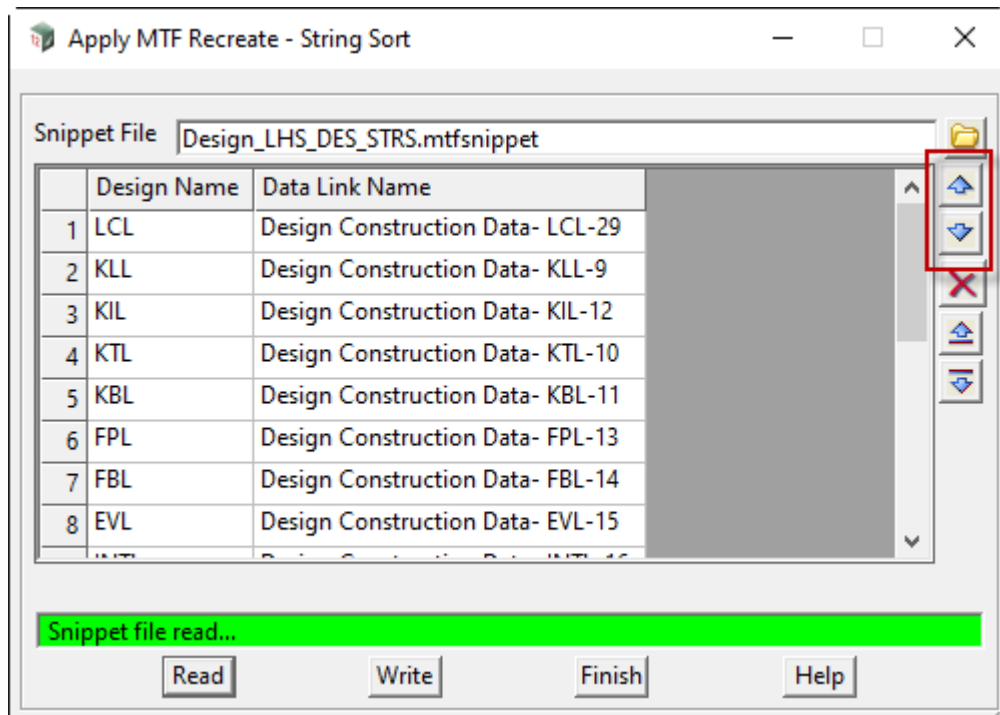 Apply MTF Recreate - String Sort
Snippet File Design_LHS_DES_STRS.mtfsnippet
Design Name Data Link Name
1 LCL Design Construction Data- LCL-29
2 KLL Design Construction Data- KLL-9
3 KIL Design Construction Data- KIL-12
4 KTL Design Construction Data- KTL-10
5 KBL Design Construction Data- KBL-11
6 FPL Design Construction Data- FPL-13
7 FBL Design Construction Data- FBL-14
8 EVL Design Construction Data- EVL-15
Snippet file read...
Read Write Finish Help